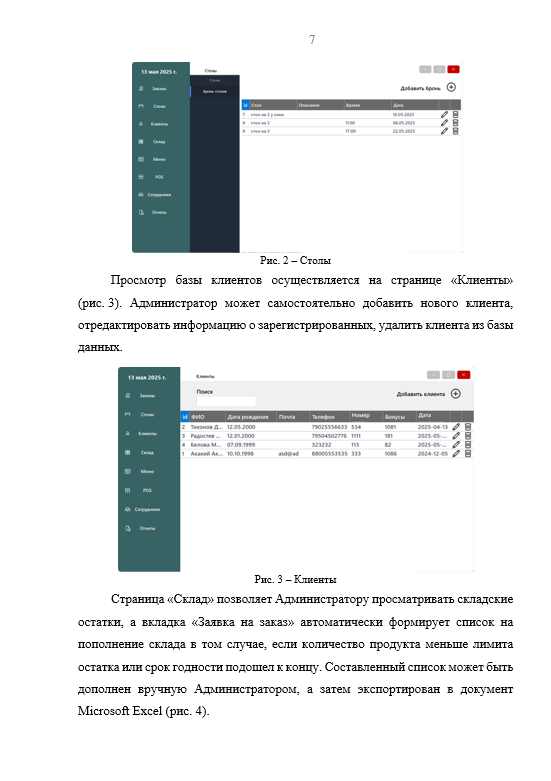 7
13 мая 2025 г.
Столы
Заказы
Столы
Клиенты
Склад
Меню
POS
Сотрудники
Отчеты
Столы
Бронь столов
Добавить бронь
id Стол Описание Время Дата
7 стол на 2 у окна 10.05.2025
8 стол на 3 11:00 06.05.2025
9 стол на 3 17:00 22.05.2025
Рис. 2 – Столы
Просмотр базы клиентов осуществляется на странице «Клиенты»
(рис. 3). Администратор может самостоятельно добавить нового клиента,
отредактировать информацию о зарегистрированных, удалить клиента из базы
данных.
13 мая 2025 г.
Клиенты
Заказы
Столы
Клиенты
Склад
Меню
POS
Сотрудники
Отчеты
Поиск
Добавить клиента
id ФИО Дата рождения Почта Телефон Номер Бонусы Дата
2 Тихонов Д... 12.05.2000 79025556633 534 1081 2025-04-13
3 Радостев ... 12.01.2000 79504502776 1111 181 2025-05-...
4 Белова М... 07.09.1999 323232 113 82 2025-05-...
1 Акакий Ак... 10.10.1998 asd@ad 88005553535 333 1086 2024-12-05
Рис. 3 – Клиенты
Страница «Склад» позволяет Администратору просматривать складские
остатки, а вкладка «Заявка на заказ» автоматически формирует список на
пополнение склада в том случае, если количество продукта меньше лимита
остатка или срок годности подошел к концу. Составленный список может быть
дополнен вручную Администратором, а затем экспортирован в документ
Microsoft Excel (рис. 4).